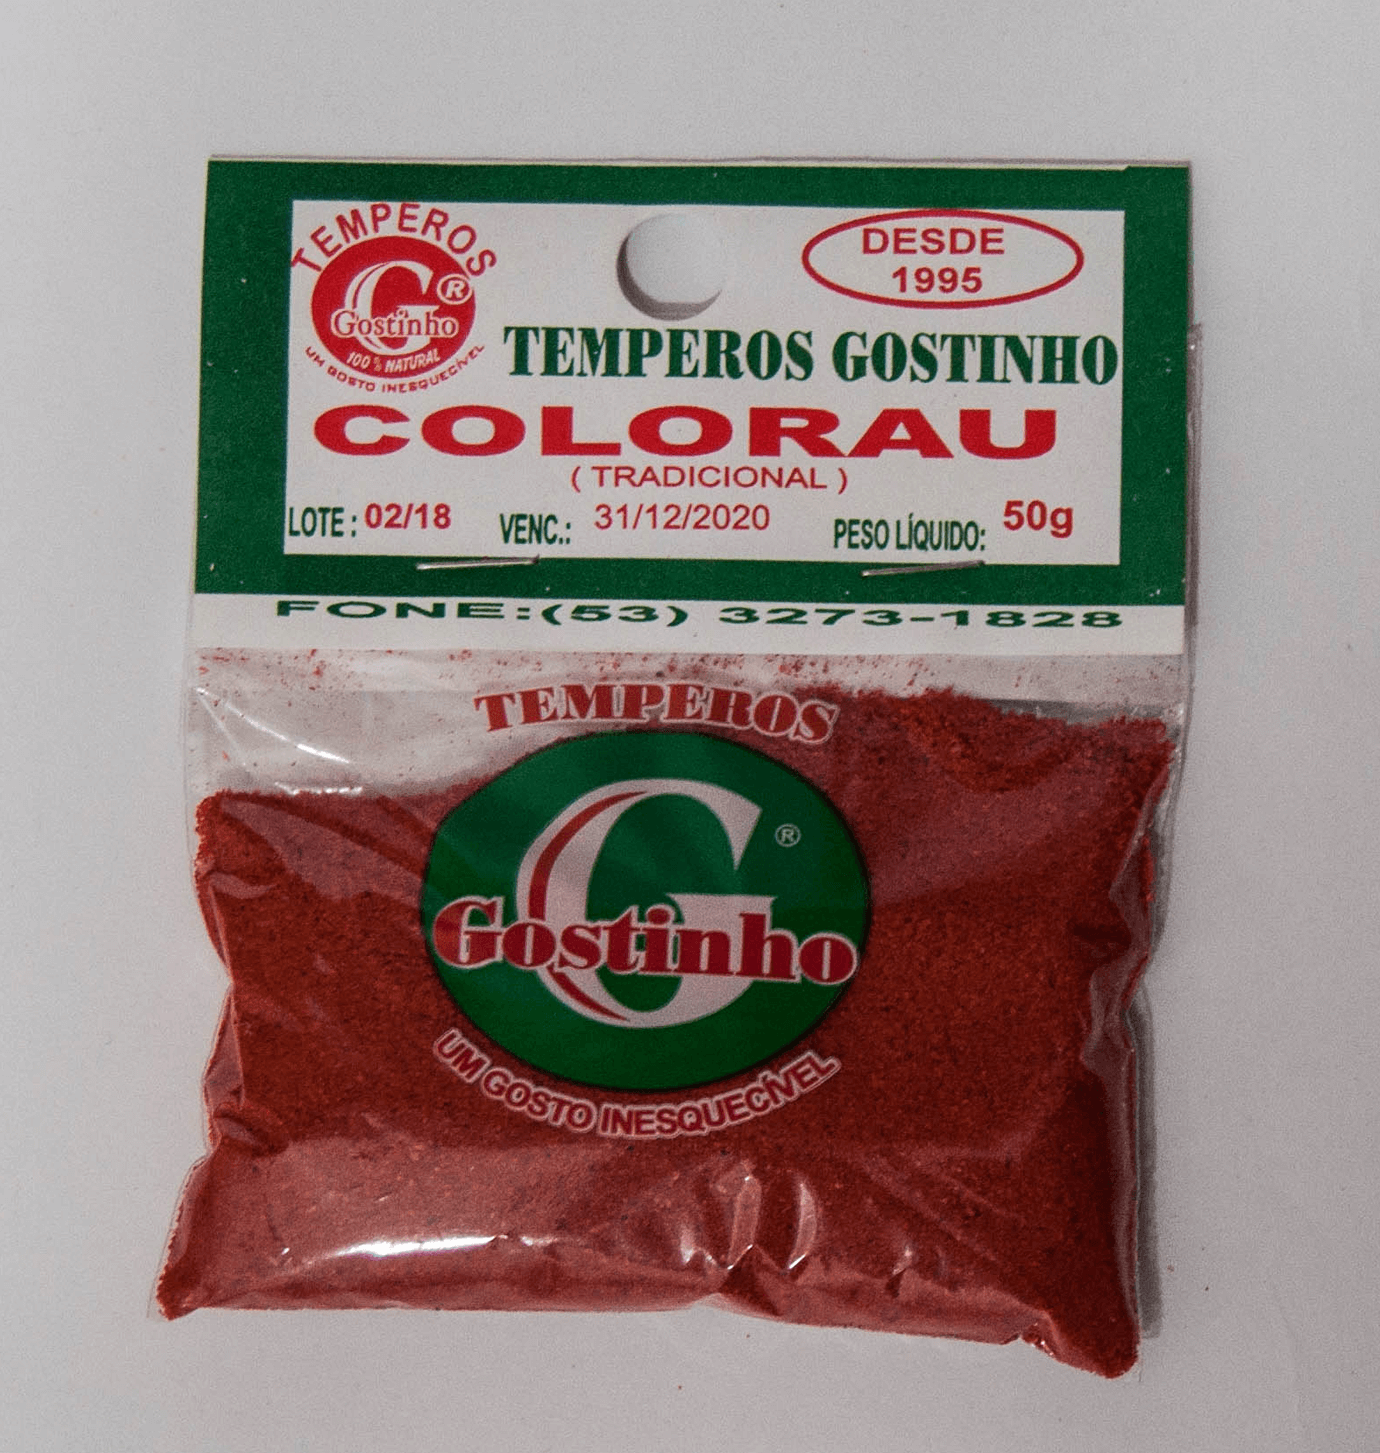 TEMPEROS
G®
Gostinho
100% NATURAL
UM GOSTO INESQUECÍVEL
DESDE
1995
TEMPEROS GOSTINHO
COLORAU
( TRADICIONAL )
LOTE : 02/18 VENC.: 31/12/2020 PESO LÍQUIDO: 50g
FONE:(53) 3273-1828
TEMPEROS
G ®
Gostinho
UM GOSTO INESQUECÍVEL